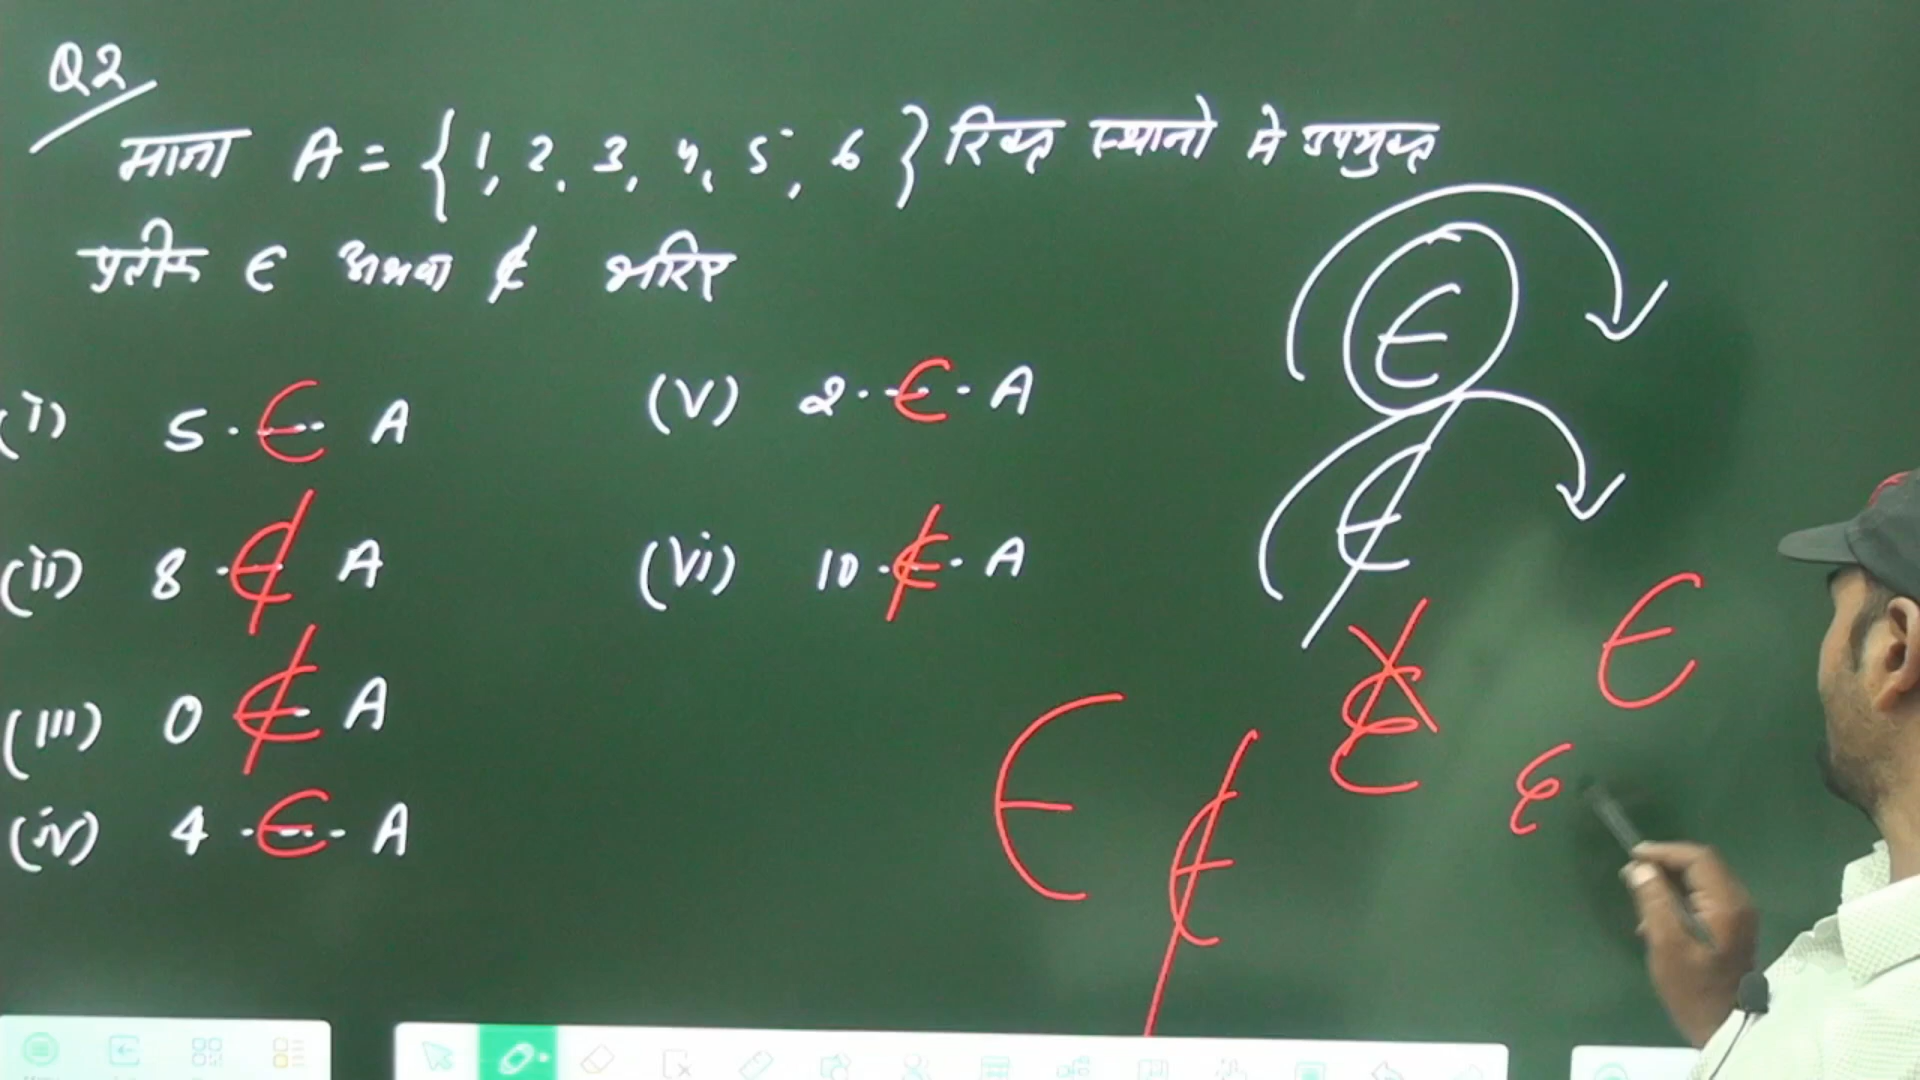 Q2
माना A = { 1, 2, 3, 4, 5, 6 } रिक्त स्थानो मे उपयुक्त
प्रतीक ∈ अथवा ∉ भरिए
(i) 5 ∈ A
(ii) 8 ∉ A
(iii) 0 ∉ A
(iv) 4 ∈ A
(v) 2 ∈ A
(vi) 10 ∉ A
∈
∉
∈
∈
∉